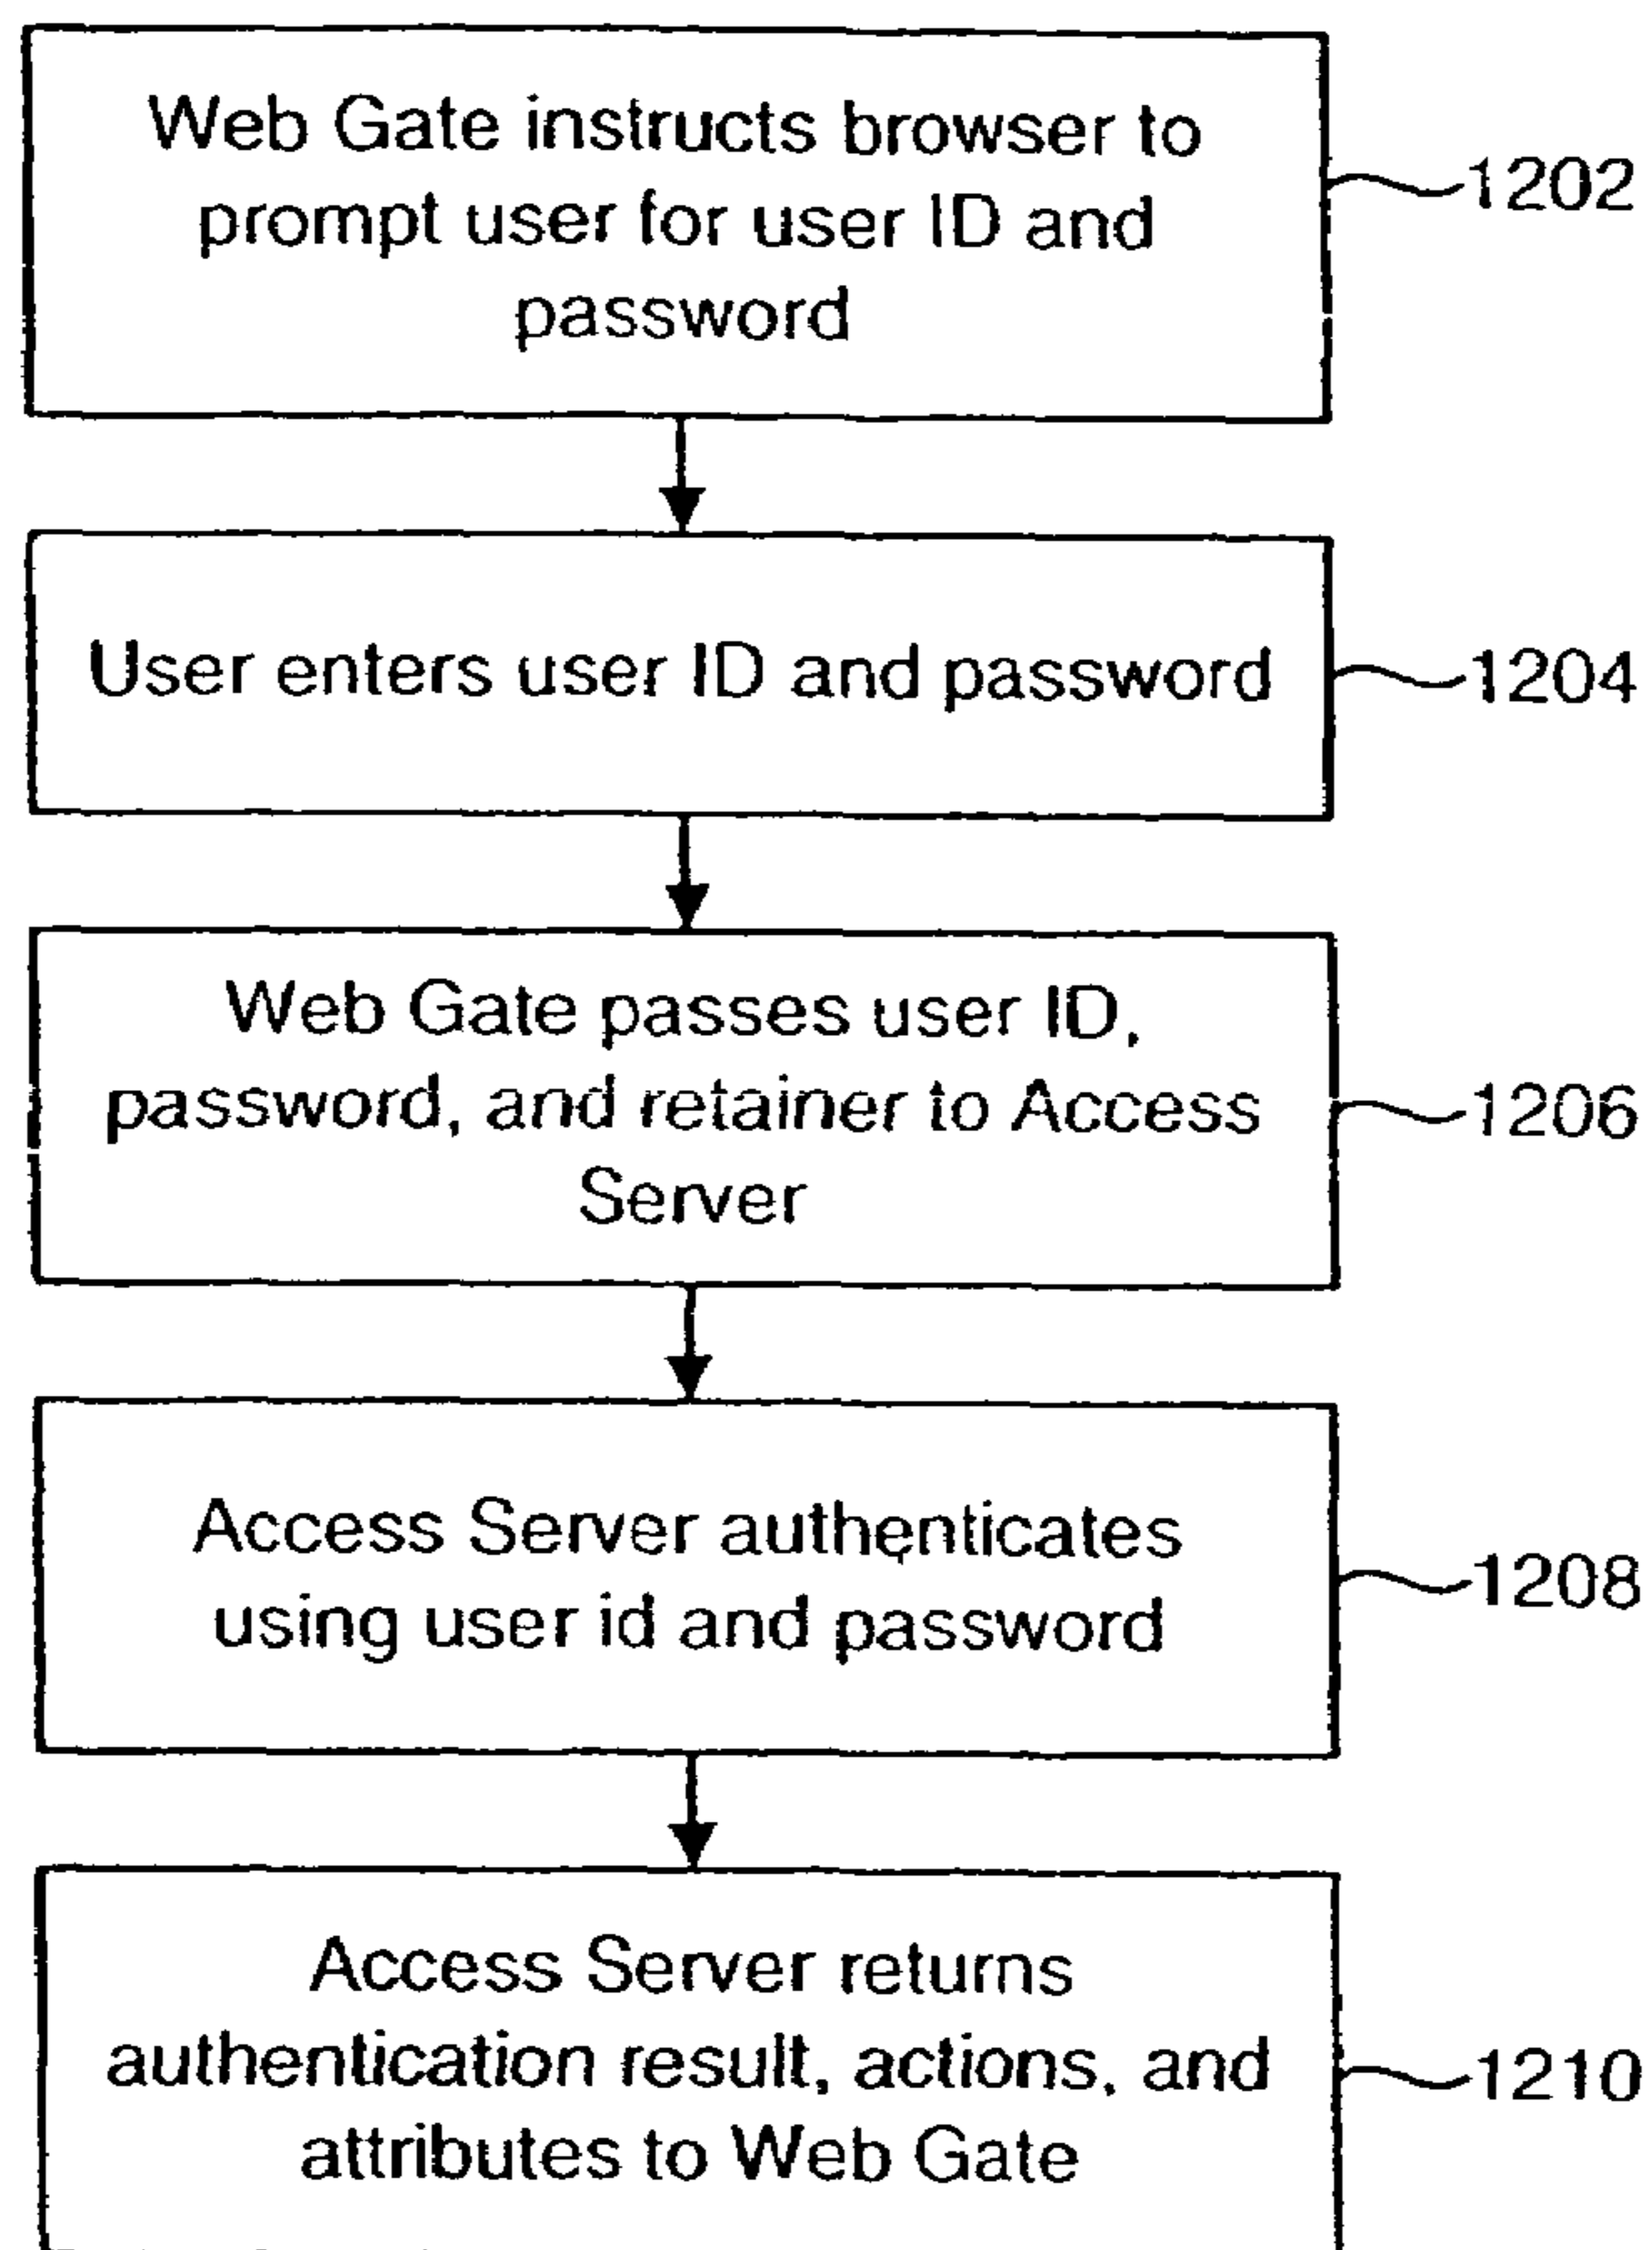 Web Gate instructs browser to
prompt user for user ID and
password
1202
User enters user ID and password
1204
Web Gate passes user ID,
password, and retainer to Access
Server
1206
Access Server authenticates
using user id and password
1208
Access Server returns
authentication result, actions, and
attributes to Web Gate
1210